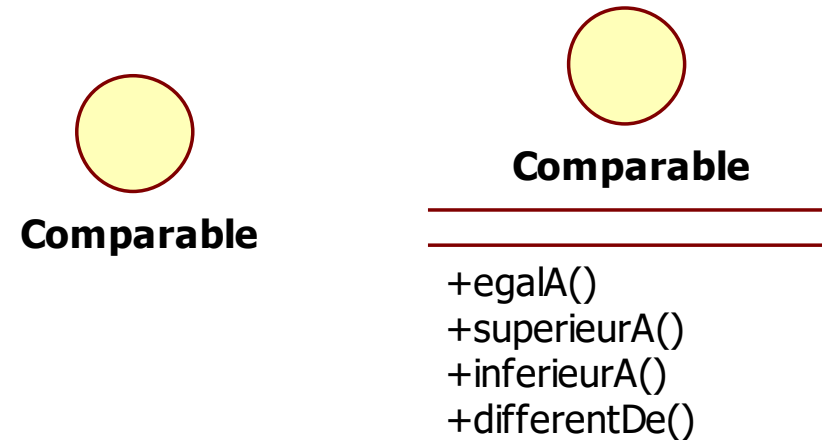 Comparable
Comparable
+egalA()
+superieurA()
+inferieurA()
+differentDe()